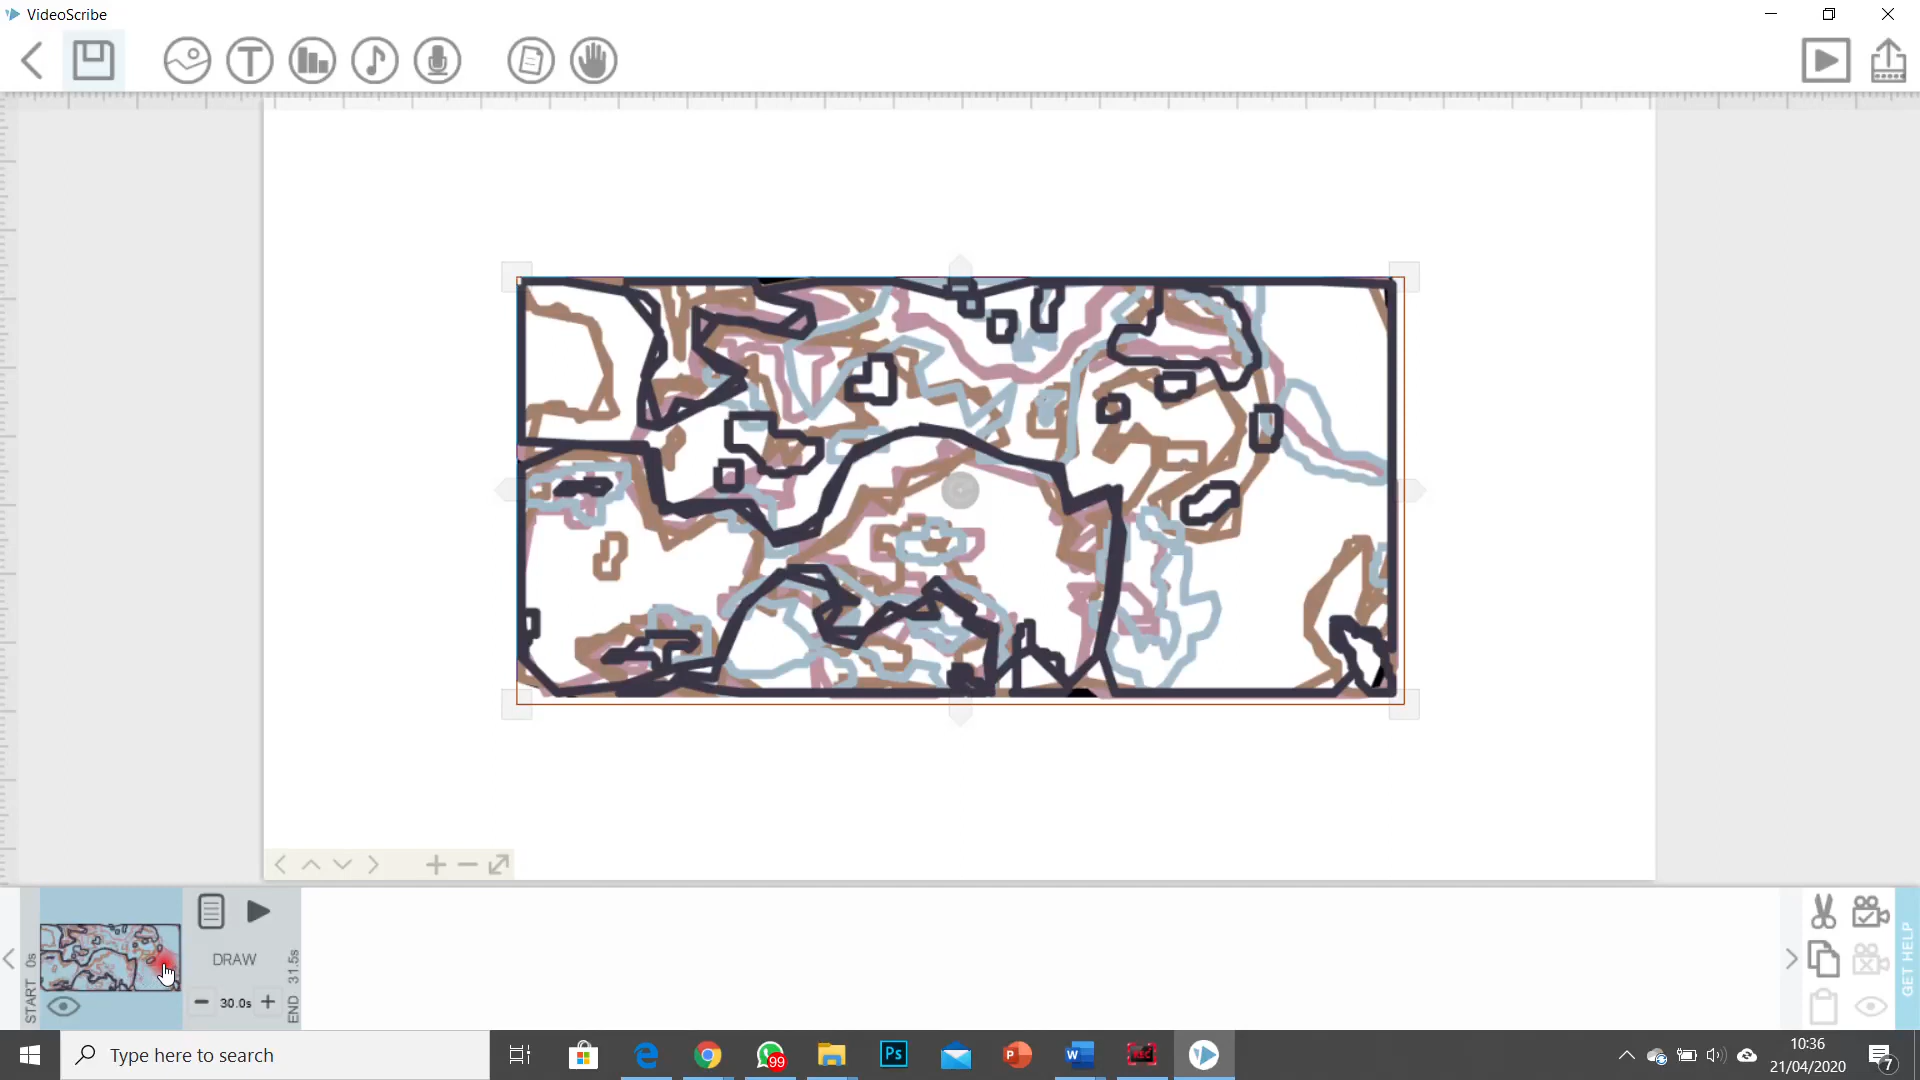 VideoScribe
T
START 0s
DRAW
30.0s
END 31.5s
GET HELP
Type here to search
99
Ps
P
W
REC
10:36
21/04/2020
7